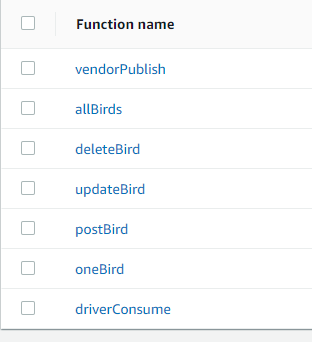 Function name
vendorPublish
allBirds
deleteBird
updateBird
postBird
oneBird
driverConsume